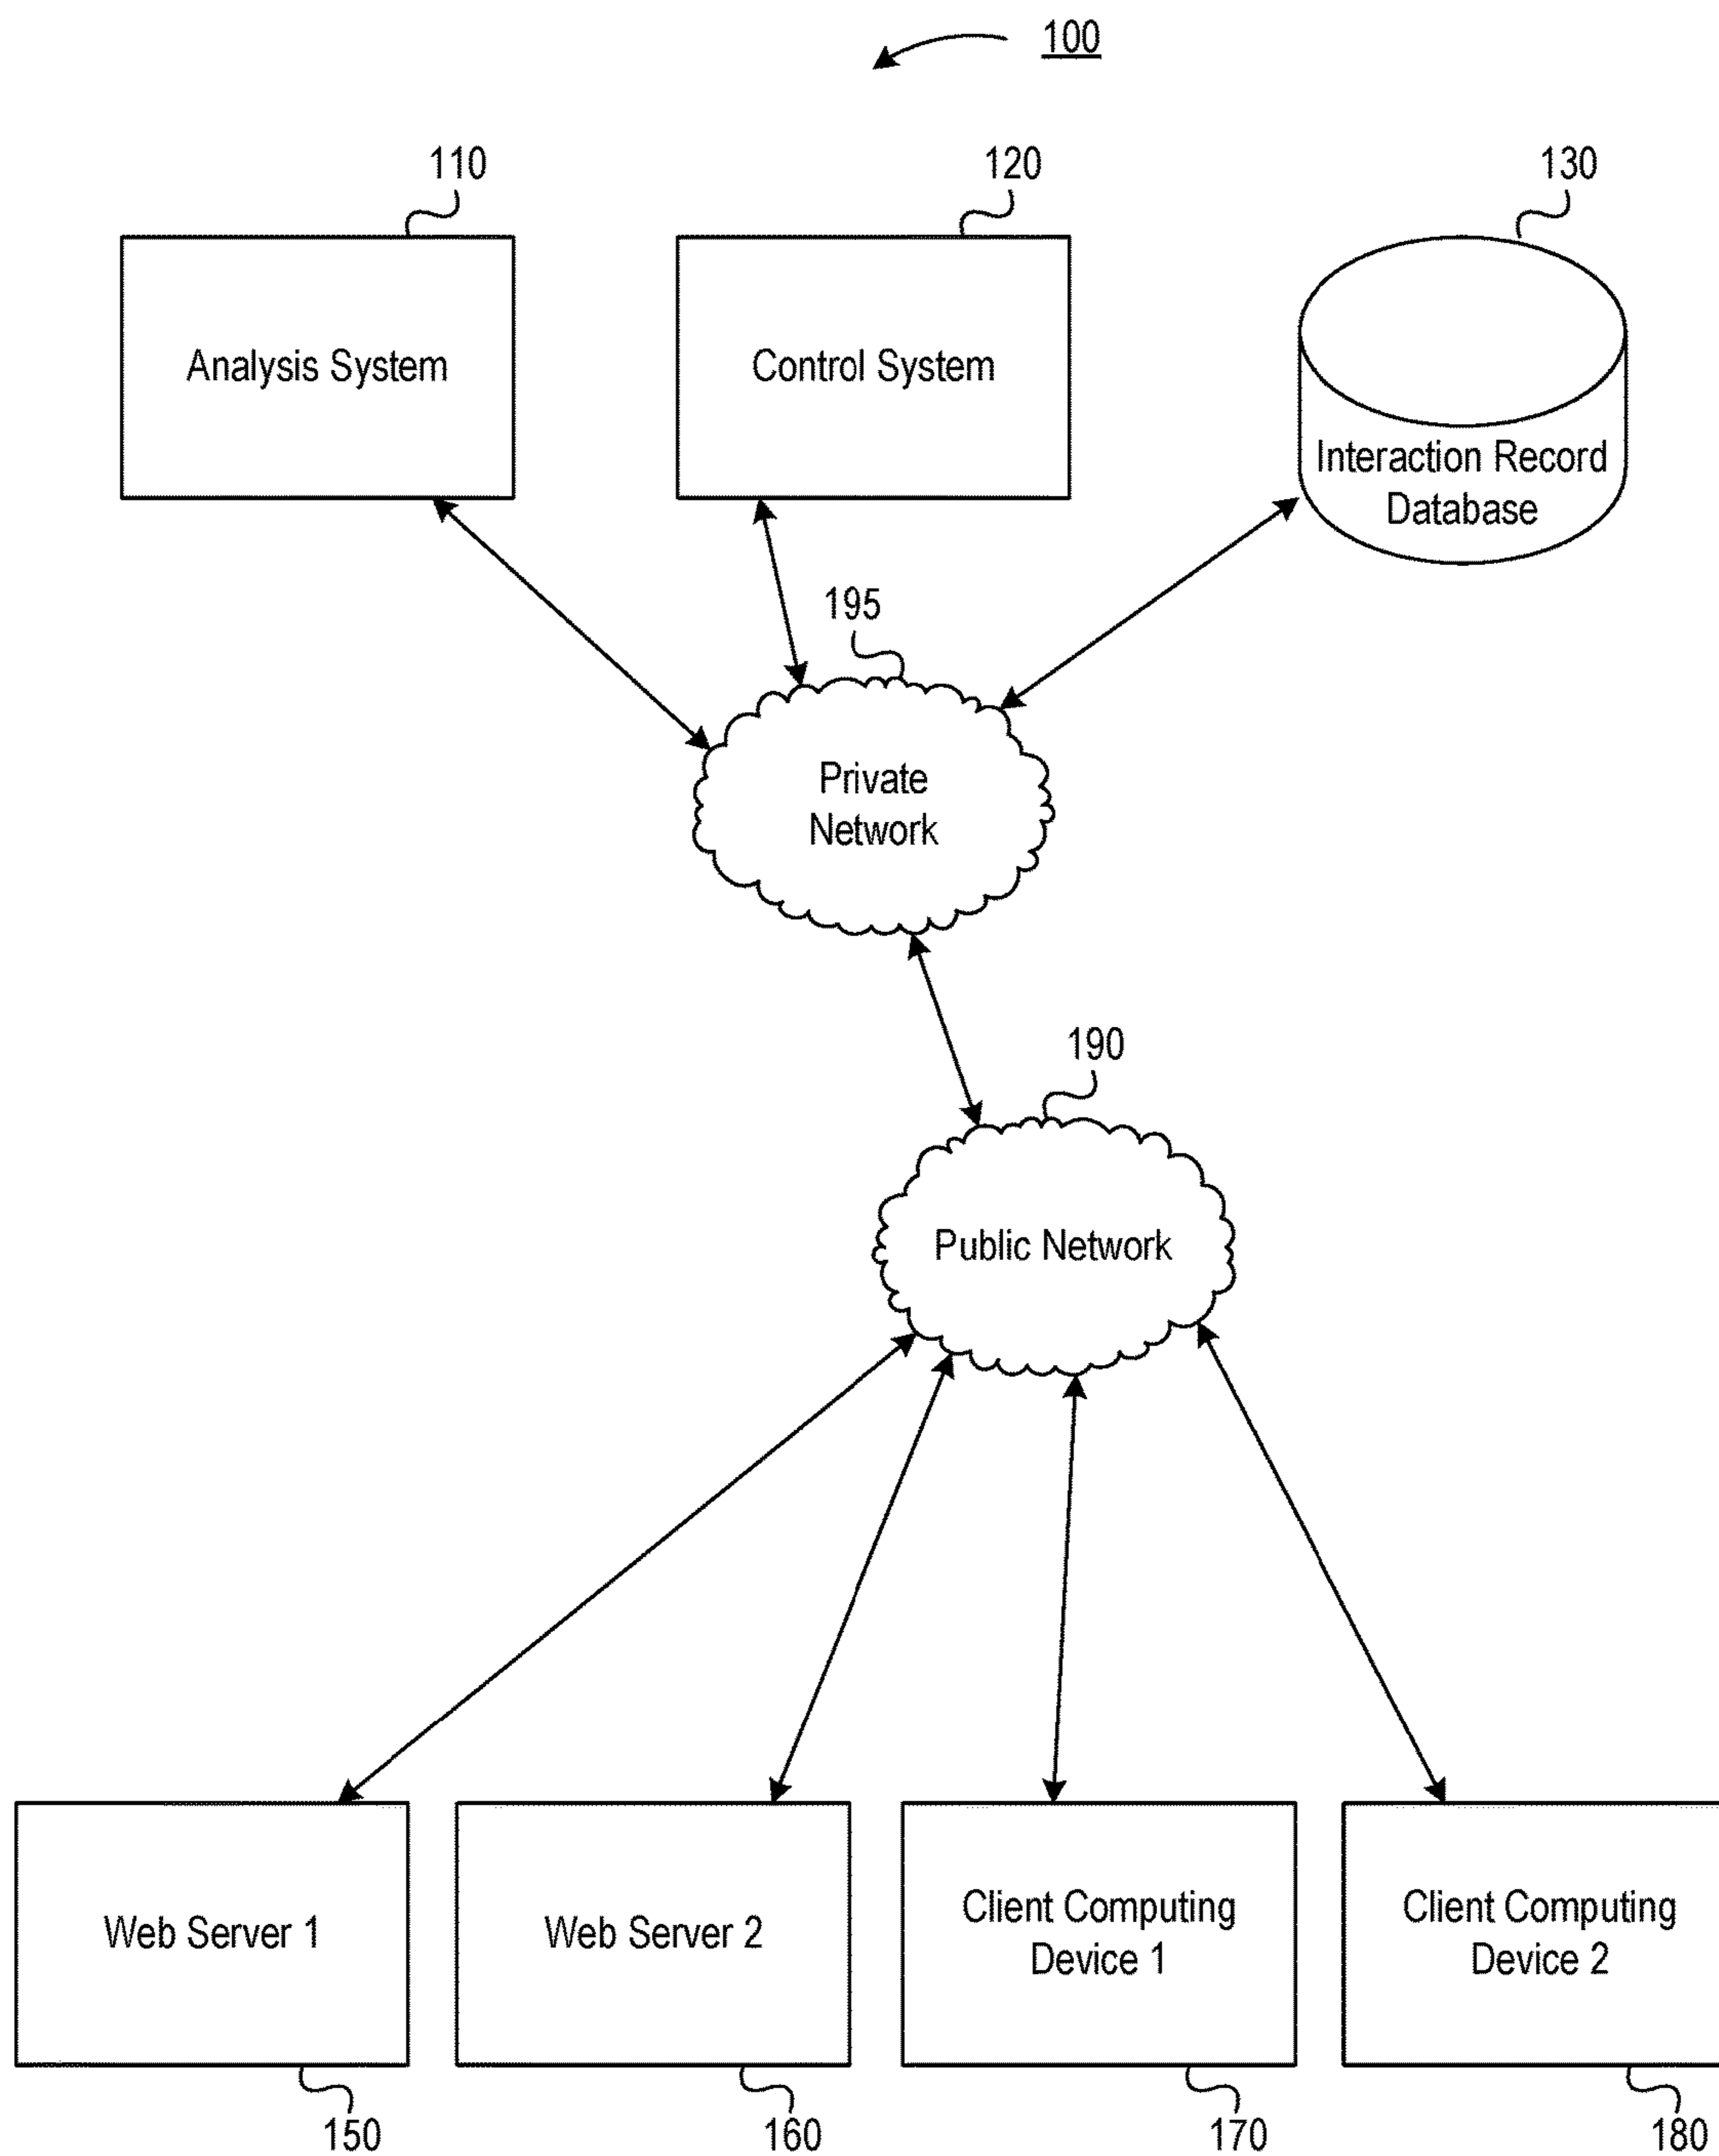 100
110
120
130
Analysis System
Control System
Interaction Record
Database
195
Private
Network
190
Public Network
Web Server 1
Web Server 2
Client Computing
Device 1
Client Computing
Device 2
150
160
170
180